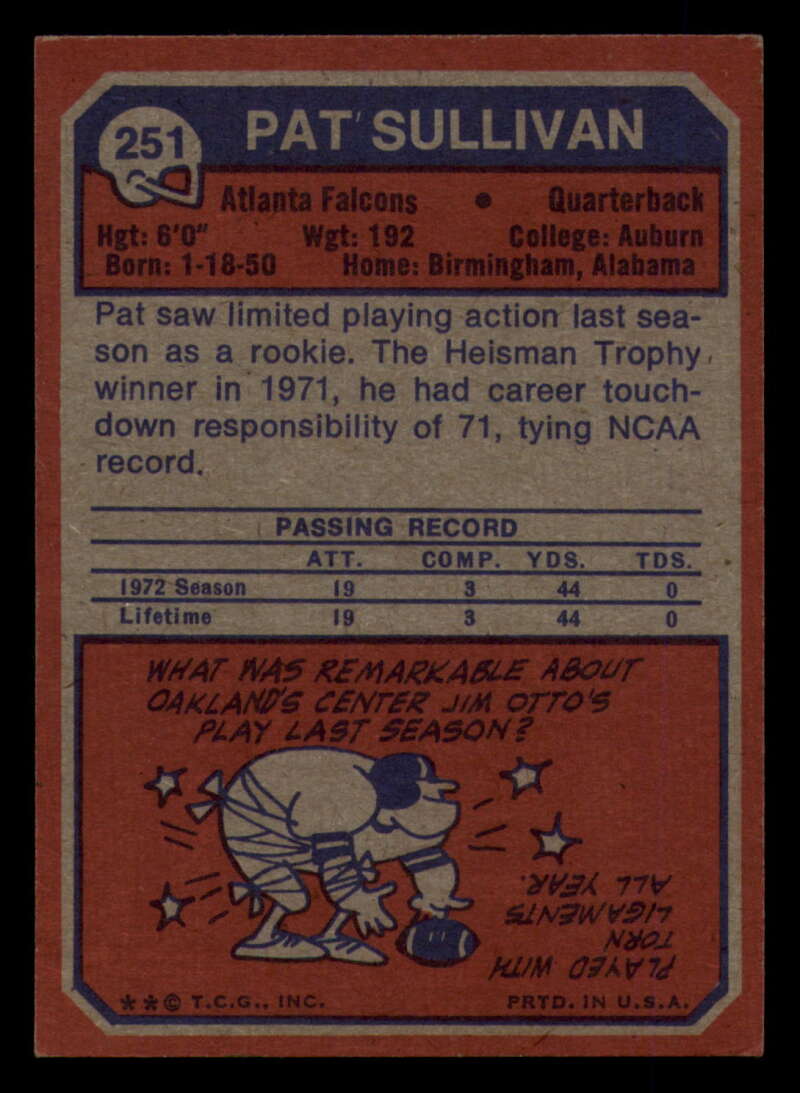 251
PAT SULLIVAN
Atlanta Falcons • Quarterback
Hgt: 6'0" Wgt: 192 College: Auburn
Born: 1-18-50 Home: Birmingham, Alabama
Pat saw limited playing action last sea-
son as a rookie. The Heisman Trophy
winner in 1971, he had career touch-
down responsibility of 71, tying NCAA
record.
PASSING RECORD
ATT. COMP. YDS. TDS.
1972 Season 19 3 44 0
Lifetime 19 3 44 0
WHAT WAS REMARKABLE ABOUT
OAKLAND'S CENTER JIM OTTO'S
PLAY LAST SEASON?
PLAYED WITH
TORN
LIGAMENTS
ALL YEAR.
**© T.C.G., INC. PRTD. IN U.S.A.